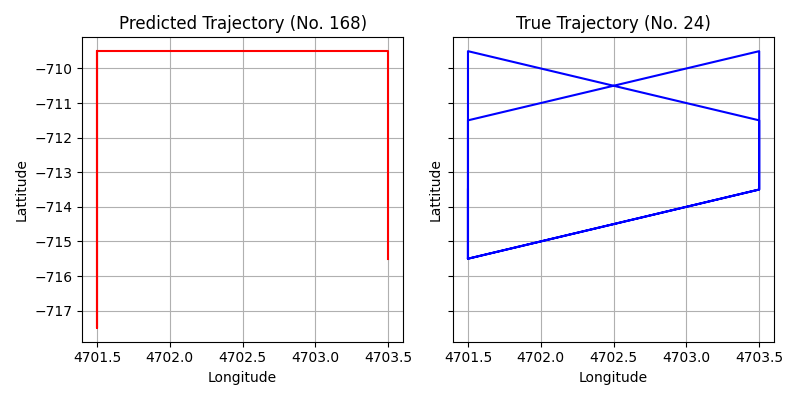 Predicted Trajectory (No. 168)
True Trajectory (No. 24)
Lattitude
−710
−711
−712
−713
−714
−715
−716
−717
4701.5 4702.0 4702.5 4703.0 4703.5
Longitude
Lattitude
4701.5 4702.0 4702.5 4703.0 4703.5
Longitude